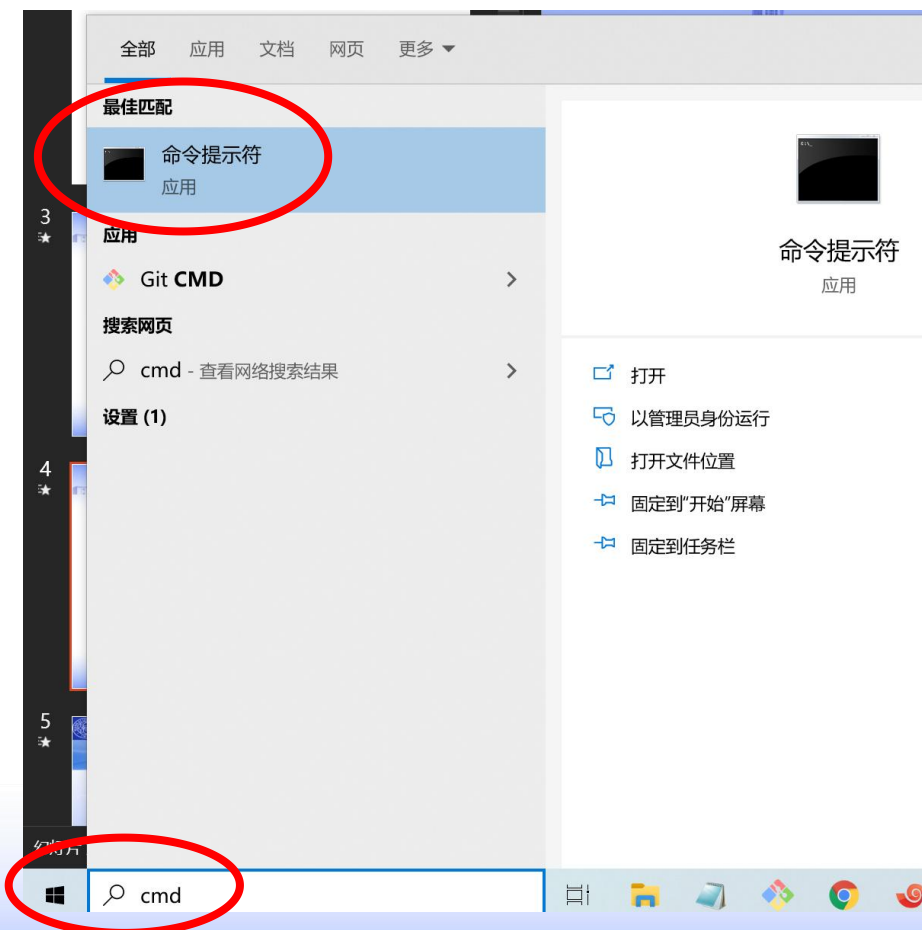 全部 应用 文档 网页 更多
最佳匹配
命令提示符
应用
命令提示符
应用
3
应用
Git CMD
搜索网页
cmd - 查看网络搜索结果
设置 (1)
打开
以管理员身份运行
打开文件位置
固定到"开始"屏幕
固定到任务栏
4
5
幻灯片
cmd